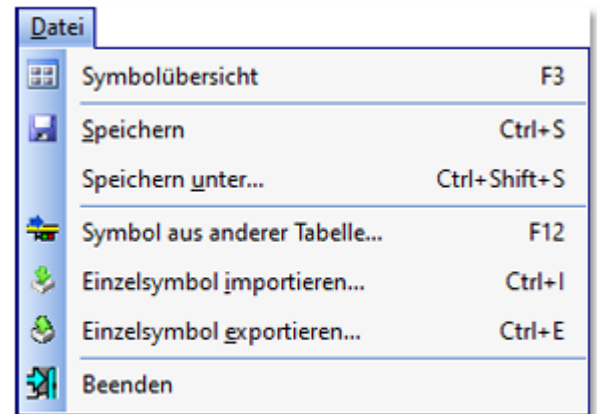 Datei
Symbolübersicht F3
Speichern Ctrl+S
Speichern unter... Ctrl+Shift+S
Symbol aus anderer Tabelle... F12
Einzelsymbol importieren... Ctrl+I
Einzelsymbol exportieren... Ctrl+E
Beenden